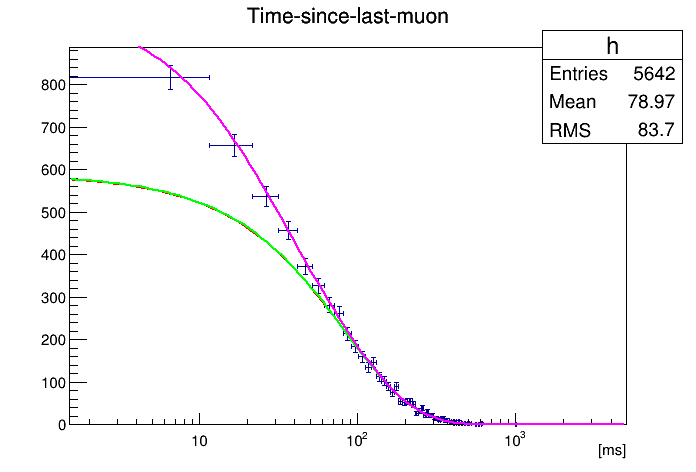 Time-since-last-muon
h
Entries 5642
Mean 78.97
RMS 83.7
800
700
600
500
400
300
200
100
0
10 10² 10³
[ms]